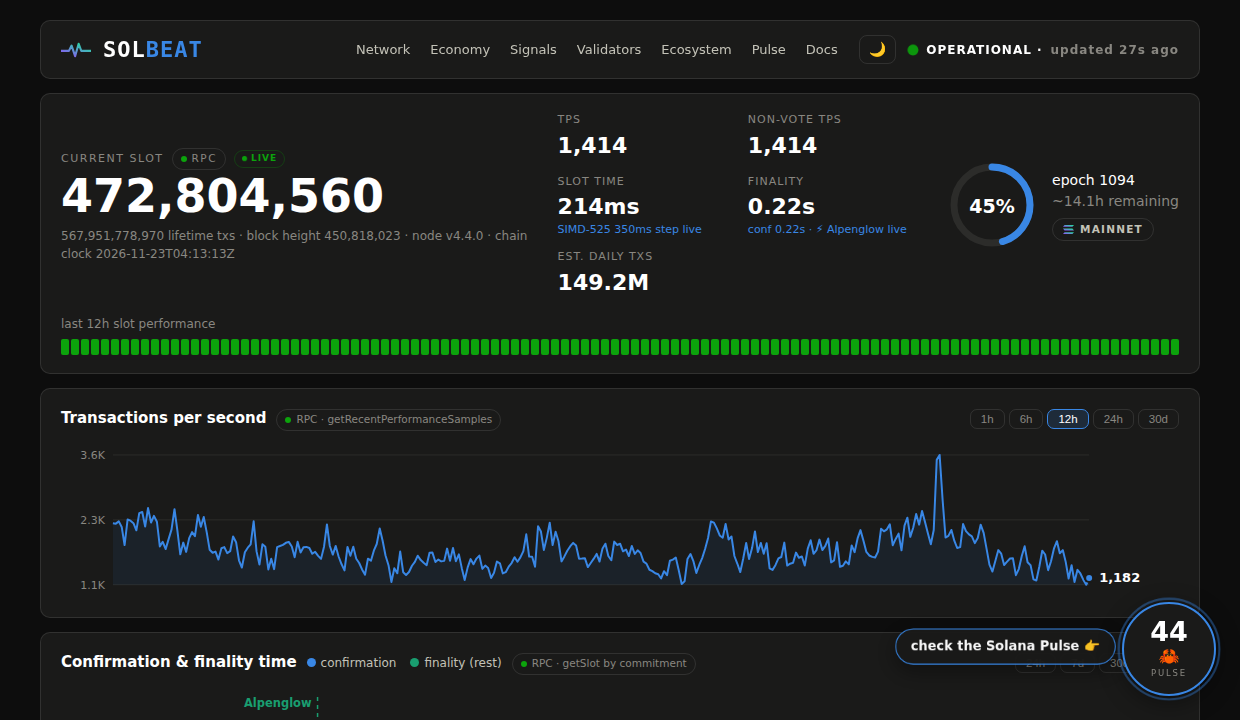 SOLBEAT
Network Economy Signals Validators Ecosystem Pulse Docs 🌙 OPERATIONAL · updated 27s ago
CURRENT SLOT RPC LIVE
472,804,560
567,951,778,970 lifetime txs · block height 450,818,023 · node v4.4.0 · chain
clock 2026-11-23T04:13:13Z
TPS
1,414
NON-VOTE TPS
1,414
SLOT TIME
214ms
SIMD-525 350ms step live
FINALITY
0.22s
conf 0.22s · ⚡ Alpenglow live
EST. DAILY TXS
149.2M
45%
epoch 1094
~14.1h remaining
MAINNET
last 12h slot performance
Transactions per second RPC · getRecentPerformanceSamples
1h 6h 12h 24h 30d
3.6K
2.3K
1.1K
1,182
Confirmation & finality time confirmation finality (rest) RPC · getSlot by commitment
Alpenglow
check the Solana Pulse 👉
44
🦀
PULSE